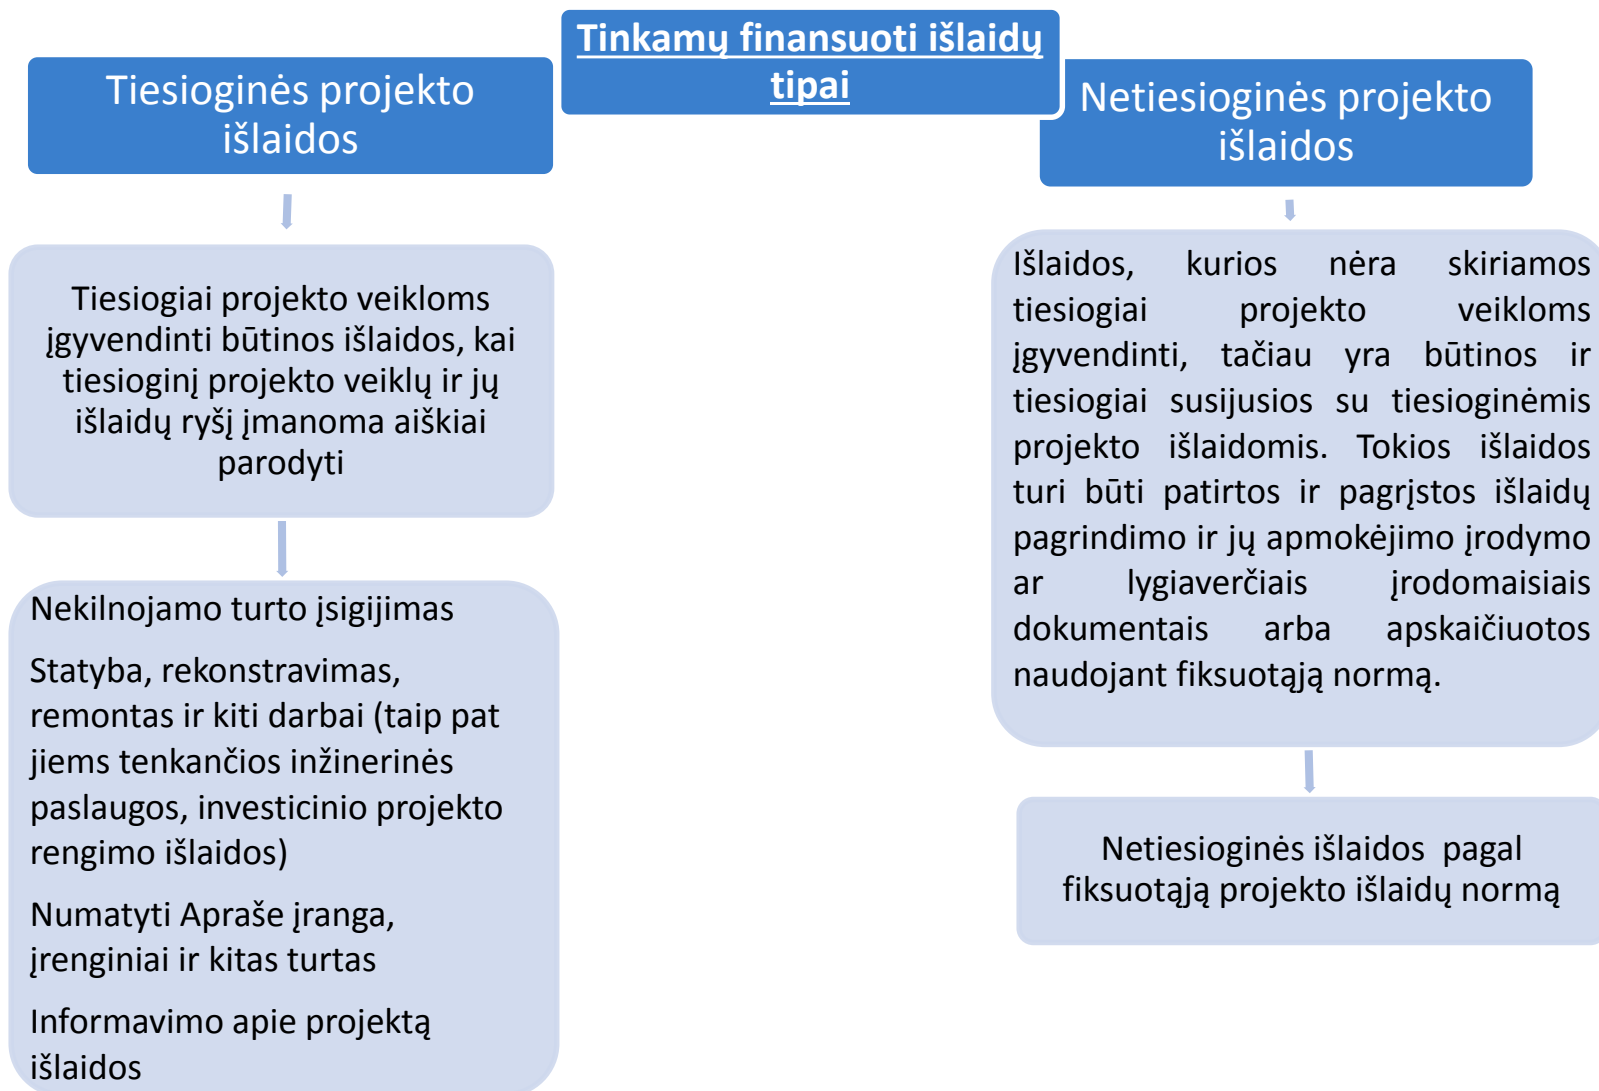 Tinkamų finansuoti išlaidų
tipai
Tiesioginės projekto
išlaidos
Tiesiogiai projekto veikloms
įgyvendinti būtinos išlaidos, kai
tiesioginį projekto veiklų ir jų
išlaidų ryšį įmanoma aiškiai
parodyti
Nekilnojamo turto įsigijimas
Statyba, rekonstravimas,
remontas ir kiti darbai (taip pat
jiems tenkančios inžinerinės
paslaugos, investicinio projekto
rengimo išlaidos)
Numatyti Apraše įranga,
įrenginiai ir kitas turtas
Informavimo apie projektą
išlaidos
Netiesioginės projekto
išlaidos
Išlaidos, kurios nėra skiriamos
tiesiogiai projekto veikloms
įgyvendinti, tačiau yra būtinos ir
tiesiogiai susijusios su tiesioginėmis
projekto išlaidomis. Tokios išlaidos
turi būti patirtos ir pagrįstos išlaidų
pagrindimo ir jų apmokėjimo įrodymo
ar lygiaverčiais įrodomaisiais
dokumentais arba apskaičiuotos
naudojant fiksuotąją normą.
Netiesioginės išlaidos pagal
fiksuotąją projekto išlaidų normą